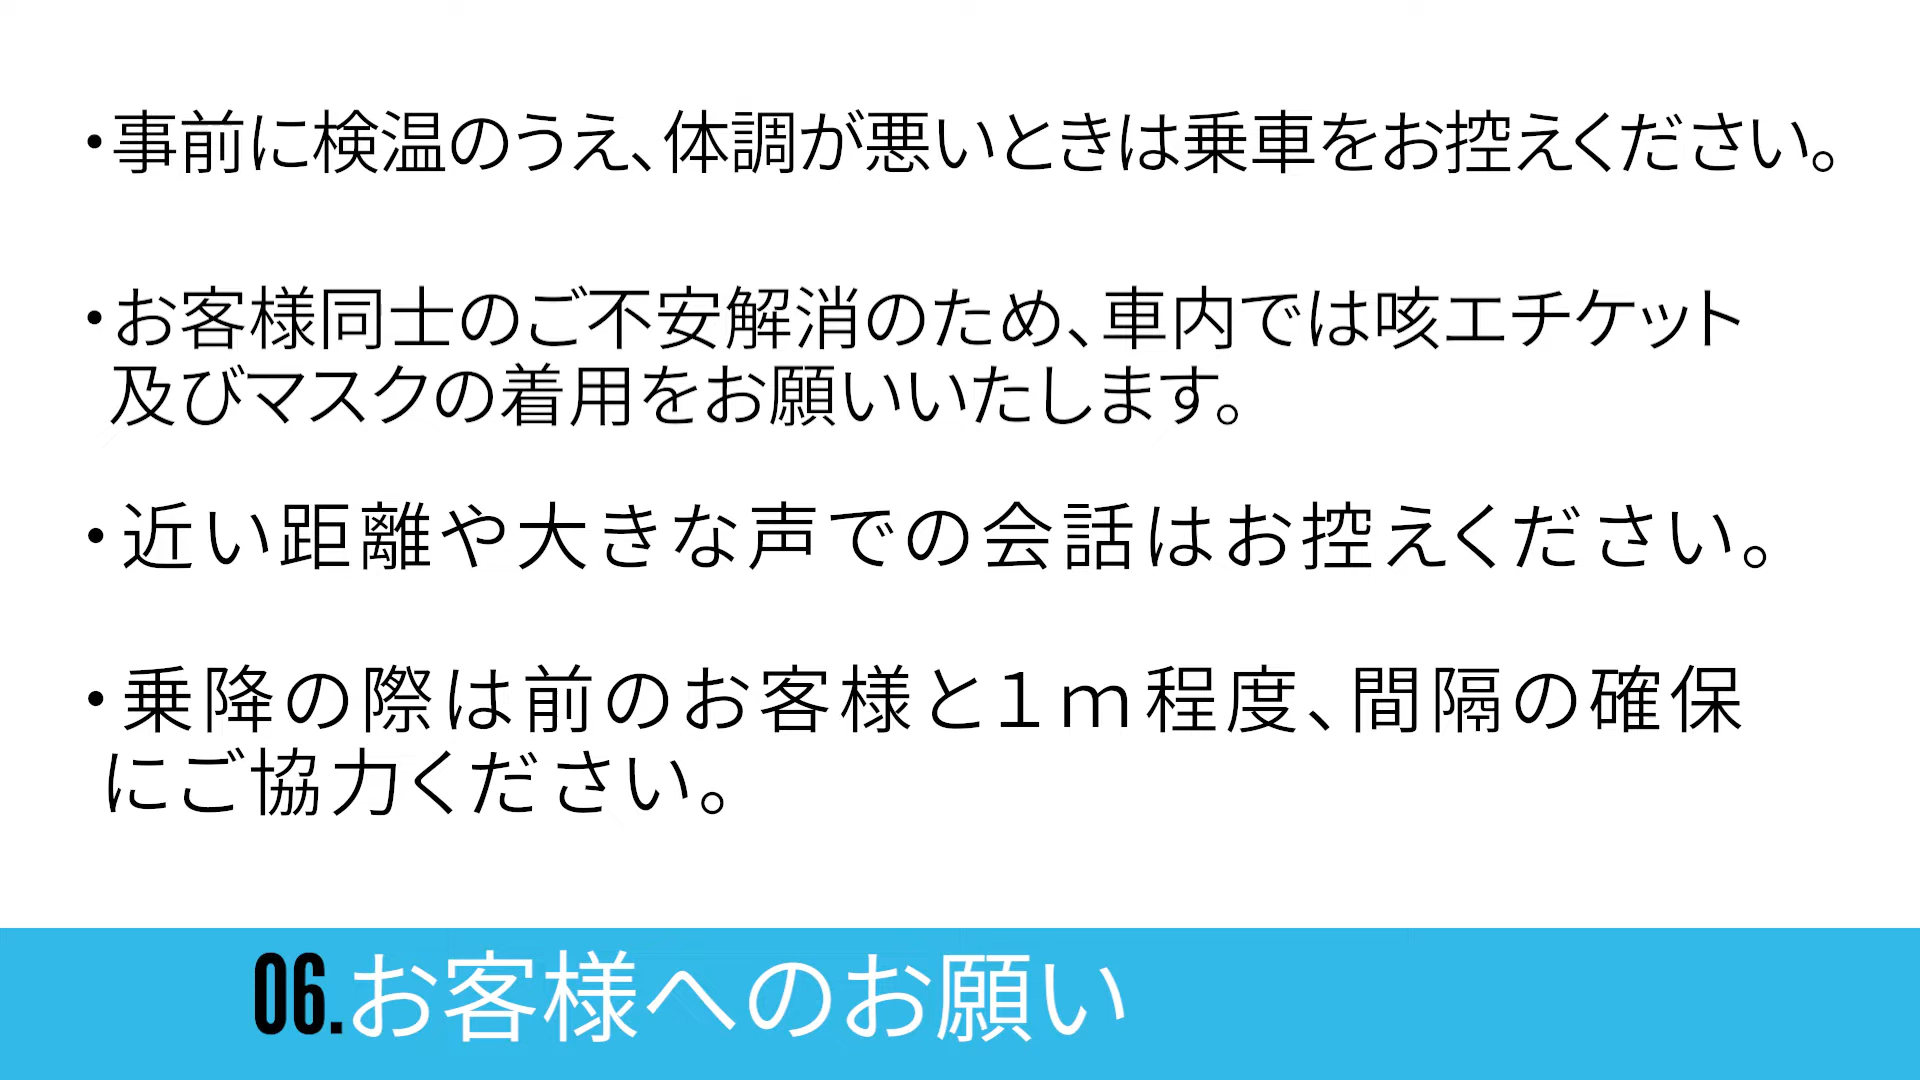 ・事前に検温のうえ、体調が悪いときは乗車をお控えください。
・お客様同士のご不安解消のため、車内では咳エチケット
及びマスクの着用をお願いいたします。
・近い距離や大きな声での会話はお控えください。
・乗降の際は前のお客様と１ｍ程度、間隔の確保
にご協力ください。
06.お客様へのお願い